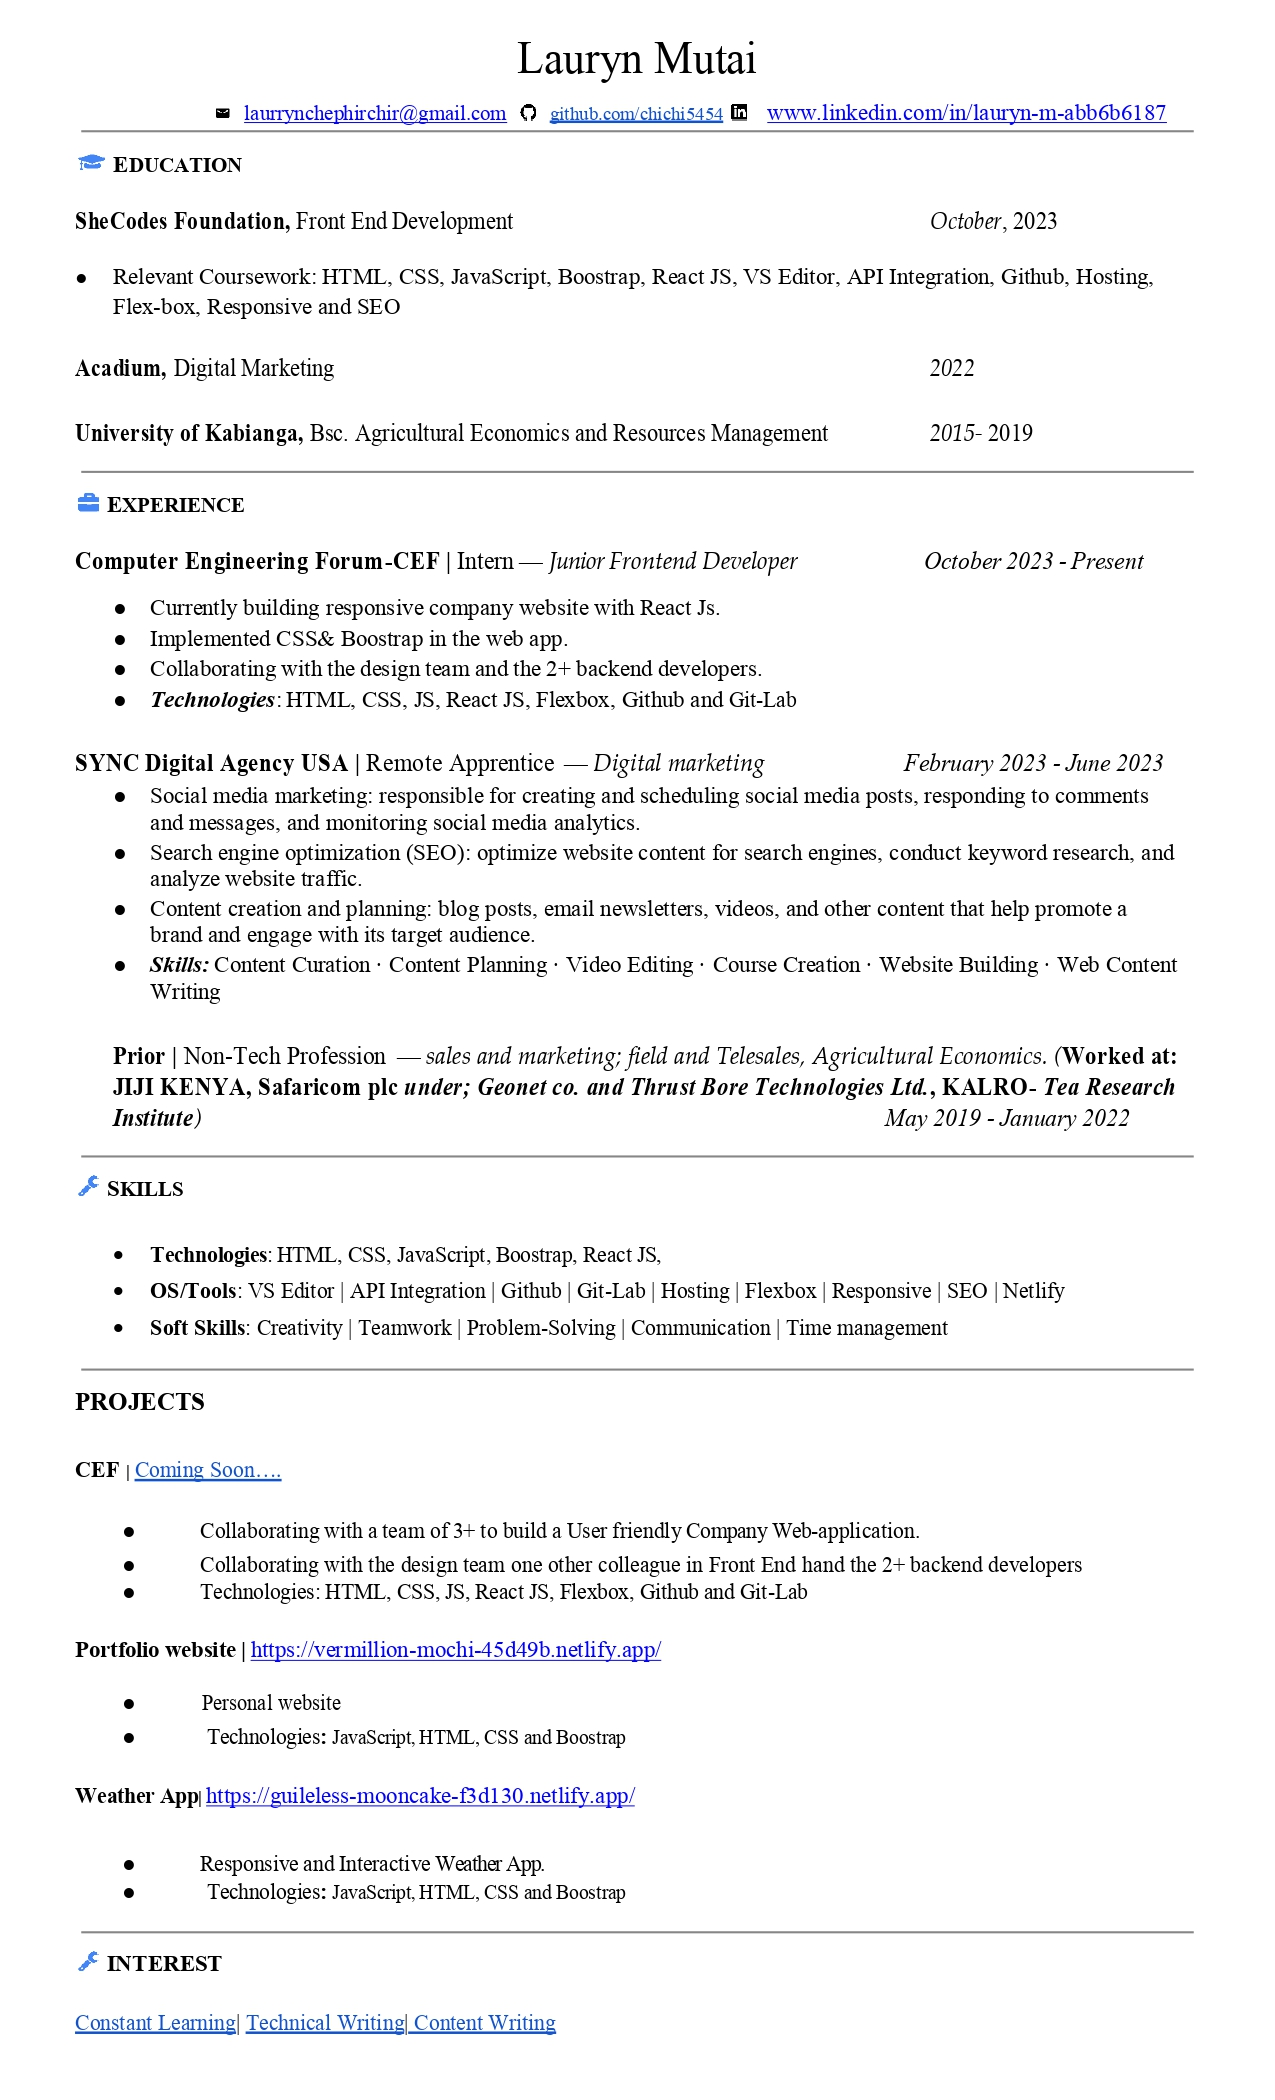 Lauryn Mutai
laurrynchephirchir@gmail.com github.com/chichi5454 www.linkedin.com/in/lauryn-m-abb6b6187
EDUCATION
SheCodes Foundation, Front End Development October, 2023
● Relevant Coursework: HTML, CSS, JavaScript, Boostrap, React JS, VS Editor, API Integration, Github, Hosting,
Flex-box, Responsive and SEO
Acadium, Digital Marketing 2022
University of Kabianga, Bsc. Agricultural Economics and Resources Management 2015- 2019
EXPERIENCE
Computer Engineering Forum-CEF | Intern — Junior Frontend Developer October 2023 - Present
● Currently building responsive company website with React Js.
● Implemented CSS& Boostrap in the web app.
● Collaborating with the design team and the 2+ backend developers.
● Technologies: HTML, CSS, JS, React JS, Flexbox, Github and Git-Lab
SYNC Digital Agency USA | Remote Apprentice — Digital marketing February 2023 - June 2023
● Social media marketing: responsible for creating and scheduling social media posts, responding to comments
and messages, and monitoring social media analytics.
● Search engine optimization (SEO): optimize website content for search engines, conduct keyword research, and
analyze website traffic.
● Content creation and planning: blog posts, email newsletters, videos, and other content that help promote a
brand and engage with its target audience.
● Skills: Content Curation · Content Planning · Video Editing · Course Creation · Website Building · Web Content
Writing
Prior | Non-Tech Profession — sales and marketing; field and Telesales, Agricultural Economics. (Worked at:
JIJI KENYA, Safaricom plc under; Geonet co. and Thrust Bore Technologies Ltd., KALRO- Tea Research
Institute) May 2019 - January 2022
SKILLS
• Technologies: HTML, CSS, JavaScript, Boostrap, React JS,
• OS/Tools: VS Editor | API Integration | Github | Git-Lab | Hosting | Flexbox | Responsive | SEO | Netlify
• Soft Skills: Creativity | Teamwork | Problem-Solving | Communication | Time management
PROJECTS
CEF | Coming Soon….
● Collaborating with a team of 3+ to build a User friendly Company Web-application.
● Collaborating with the design team one other colleague in Front End hand the 2+ backend developers
● Technologies: HTML, CSS, JS, React JS, Flexbox, Github and Git-Lab
Portfolio website | https://vermillion-mochi-45d49b.netlify.app/
● Personal website
● Technologies: JavaScript, HTML, CSS and Boostrap
Weather App| https://guileless-mooncake-f3d130.netlify.app/
● Responsive and Interactive Weather App.
● Technologies: JavaScript, HTML, CSS and Boostrap
INTEREST
Constant Learning| Technical Writing| Content Writing